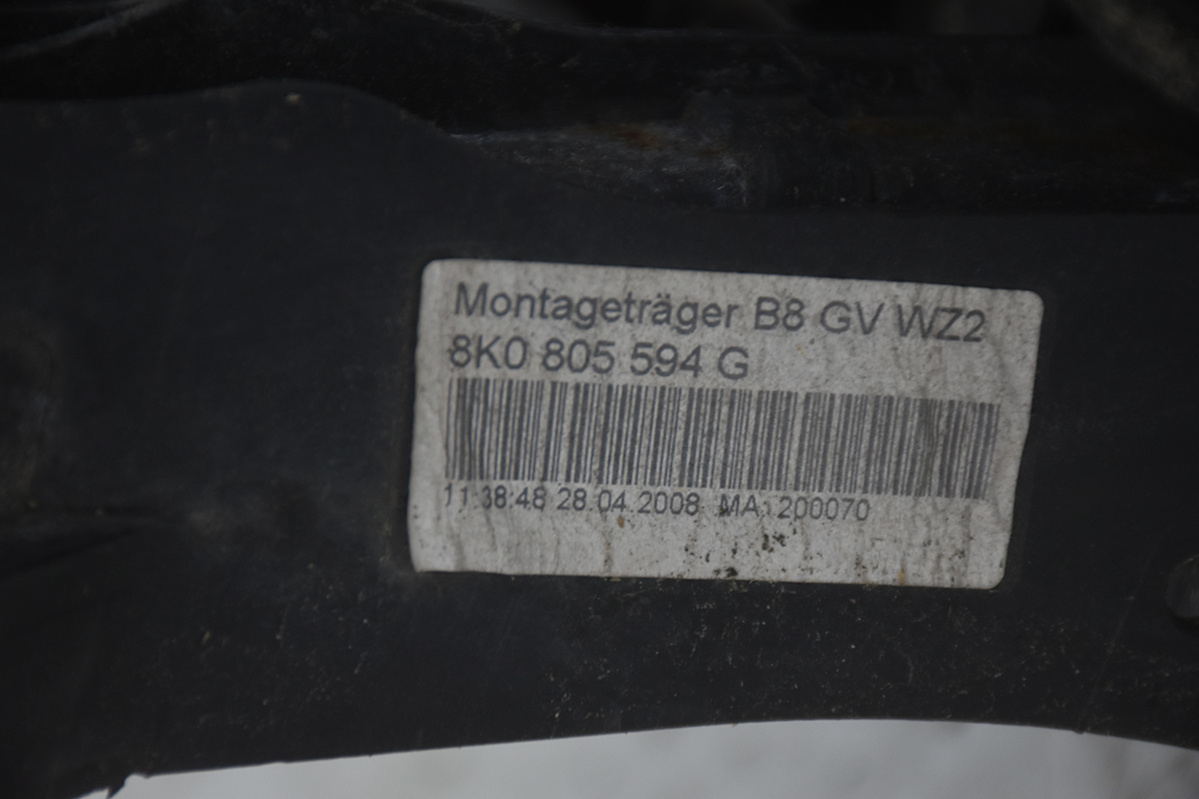 Montageträger B8 GV WZ2
8K0 805 594 G
11:38:48 28.04.2008 MA: 200070